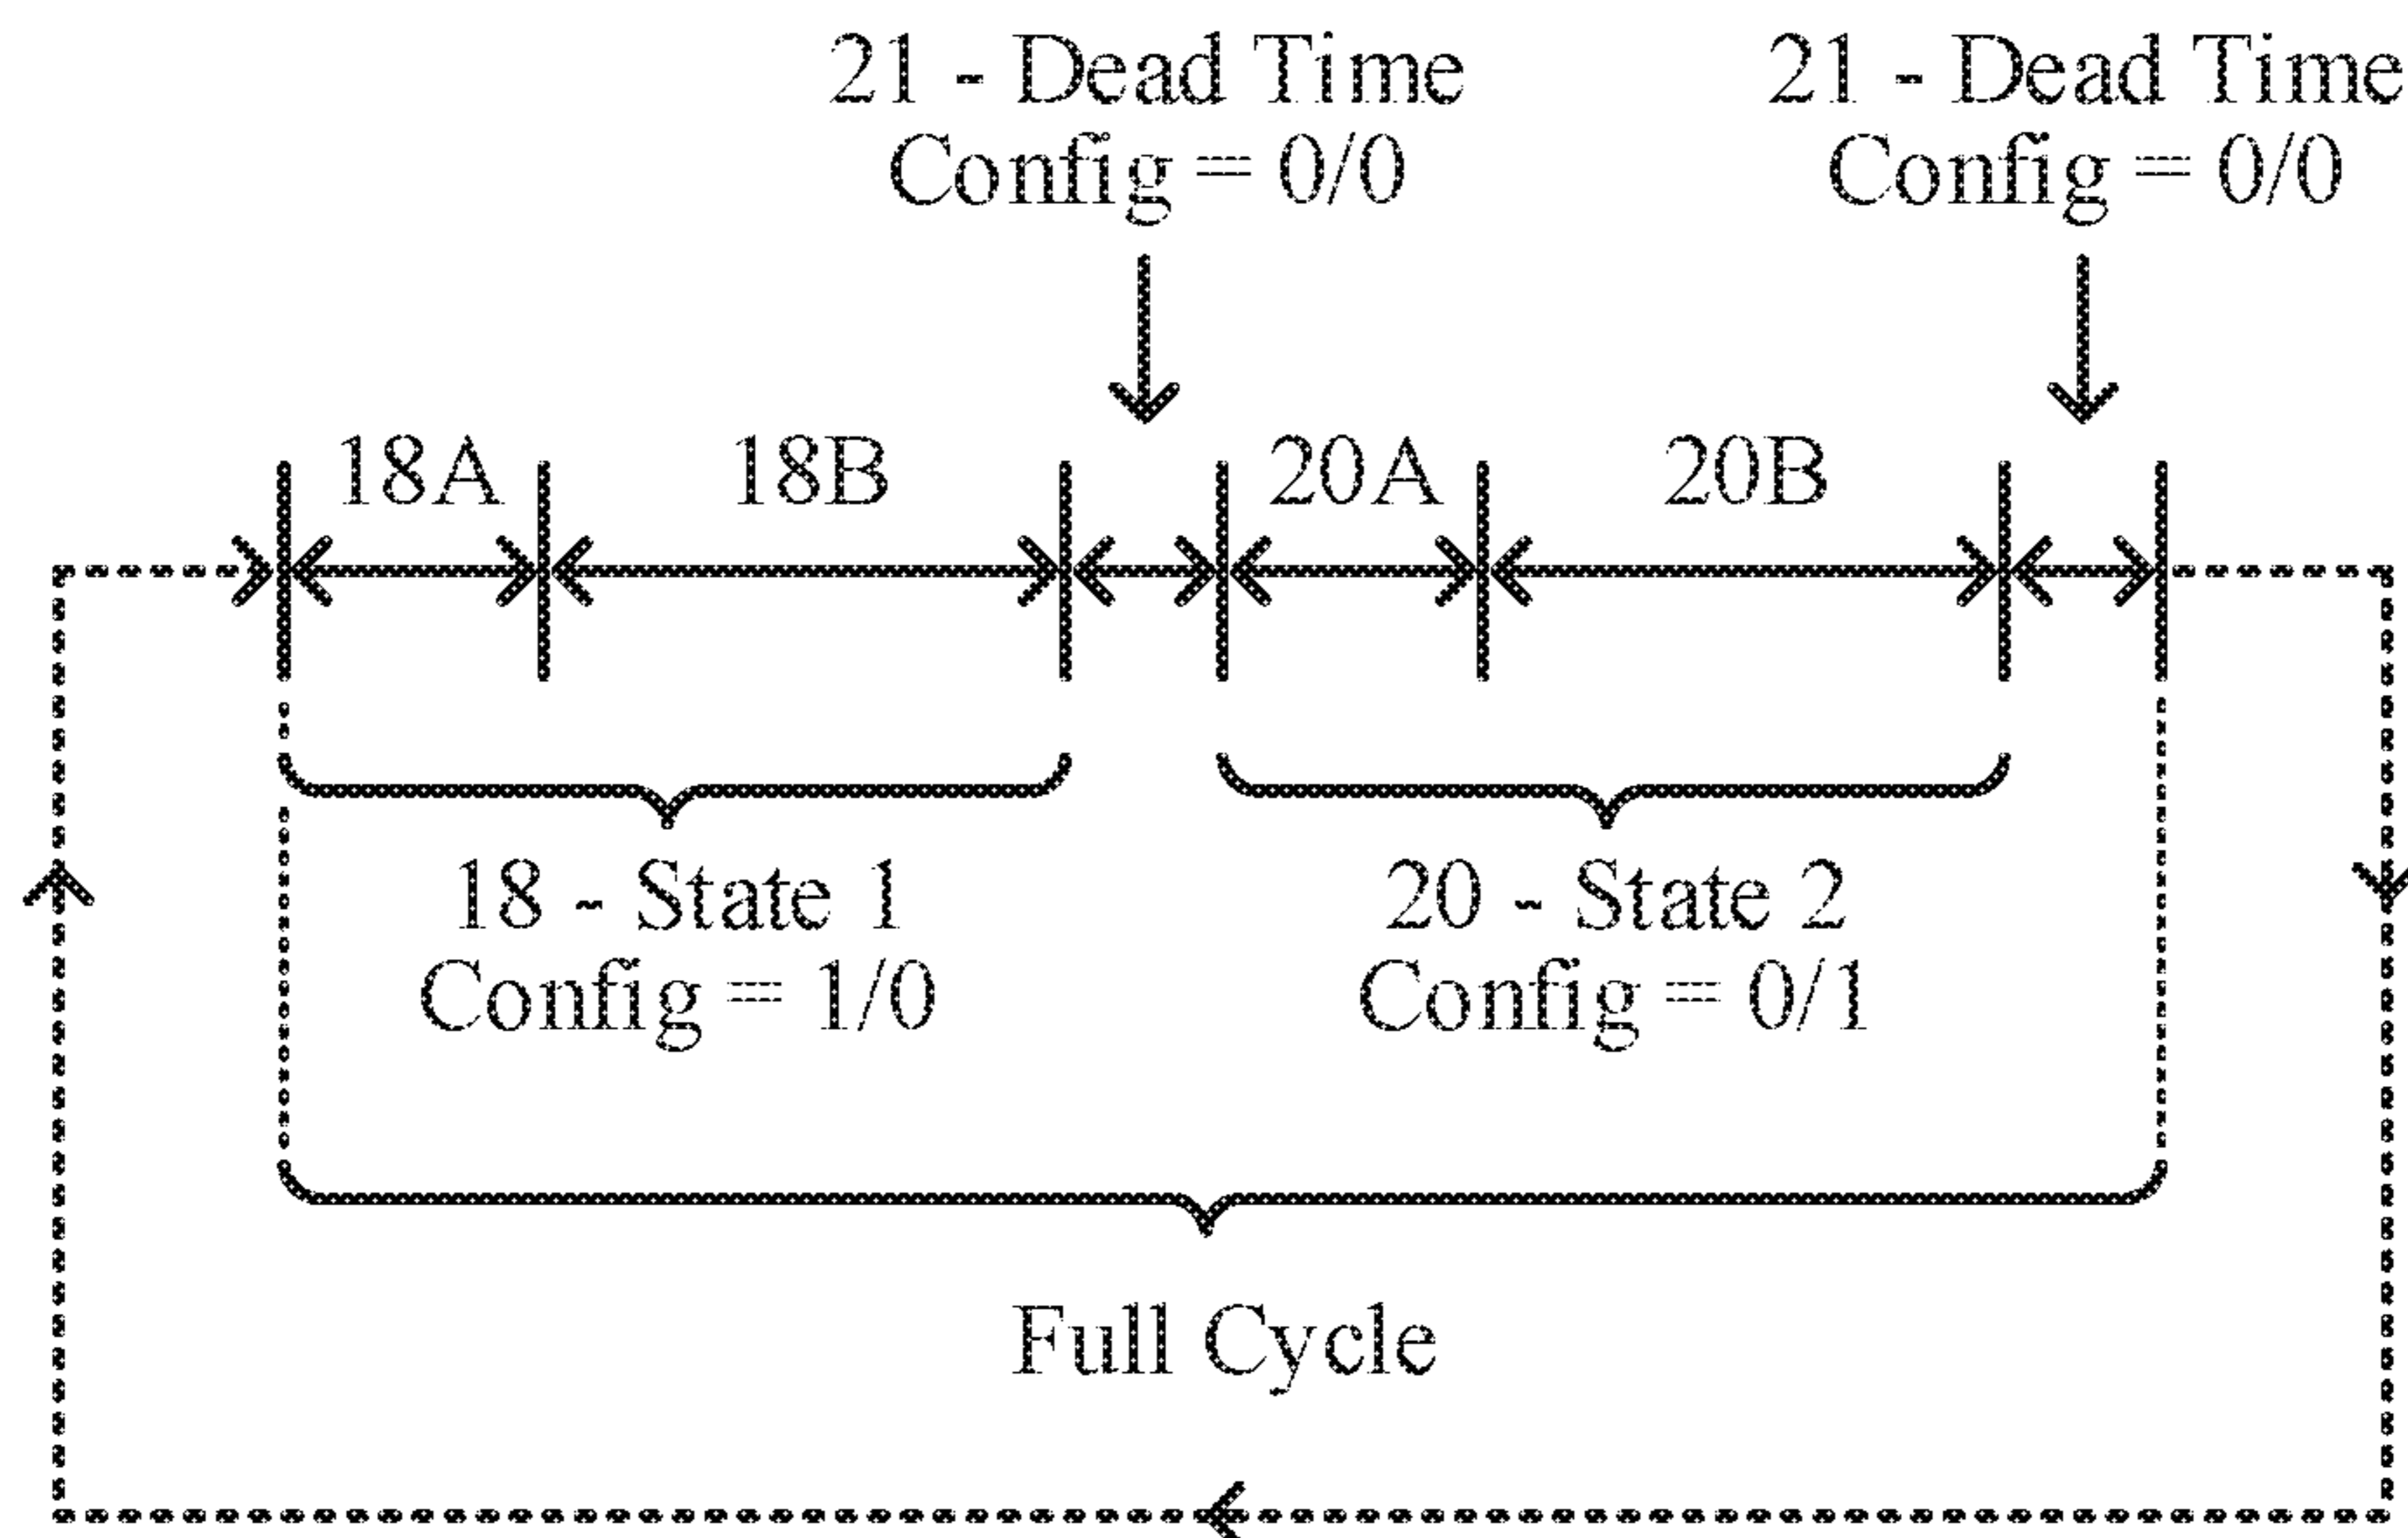 21 - Dead Time
Config = 0/0
21 - Dead Time
Config = 0/0
18A
18B
20A
20B
18 - State 1
Config = 1/0
20 - State 2
Config = 0/1
Full Cycle